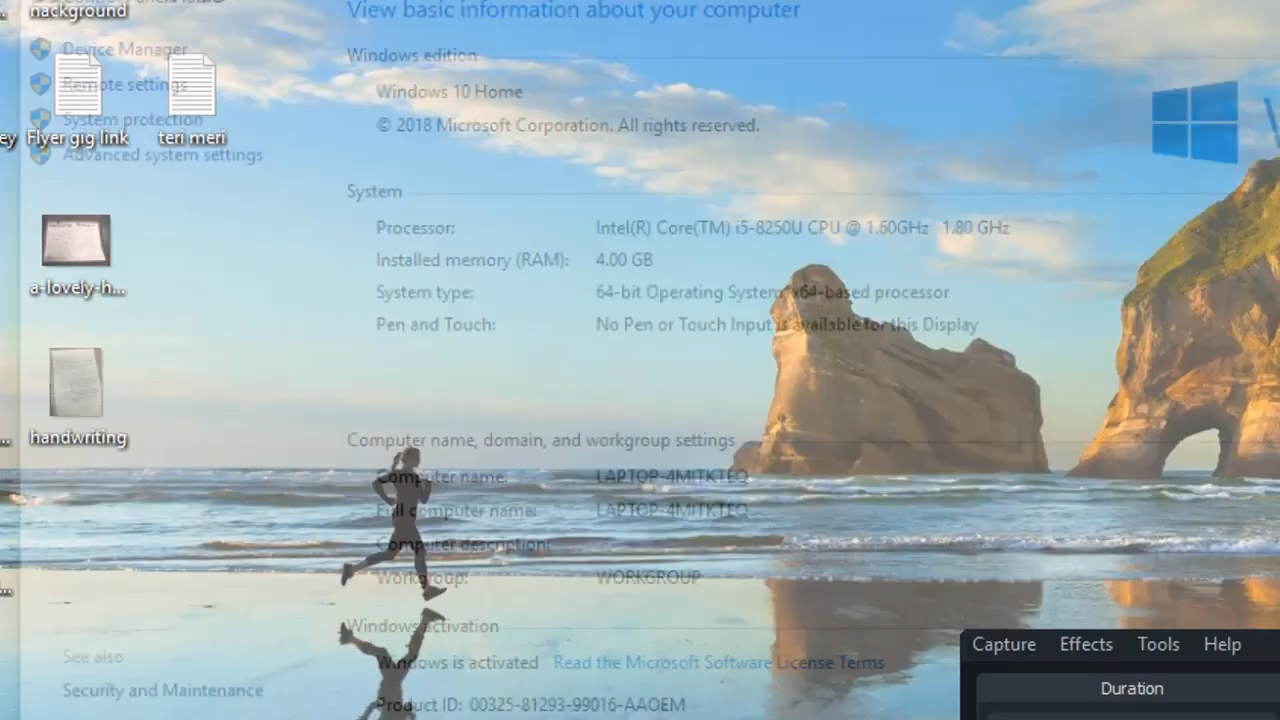 nackground
View basic information about your computer
Device Manager
Windows edition
Remote settings
Windows 10 Home
System protection
© 2018 Microsoft Corporation. All rights reserved.
ey Flyer gig link
teri meri
Advanced system settings
System
Processor: Intel(R) Core(TM) i5-8250U CPU @ 1.60GHz 1.80 GHz
Installed memory (RAM): 4.00 GB
a-lovely-h...
System type: 64-bit Operating System, x64-based processor
Pen and Touch: No Pen or Touch Input is available for this Display
handwriting
Computer name, domain, and workgroup settings
Computer name: LAPTOP-4MITKTEQ
Full computer name: LAPTOP-4MITKTEQ
Computer description:
Workgroup: WORKGROUP
Windows activation
Capture Effects Tools Help
See also
Windows is activated Read the Microsoft Software License Terms
Security and Maintenance
Duration
Product ID: 00325-81293-99016-AAOEM